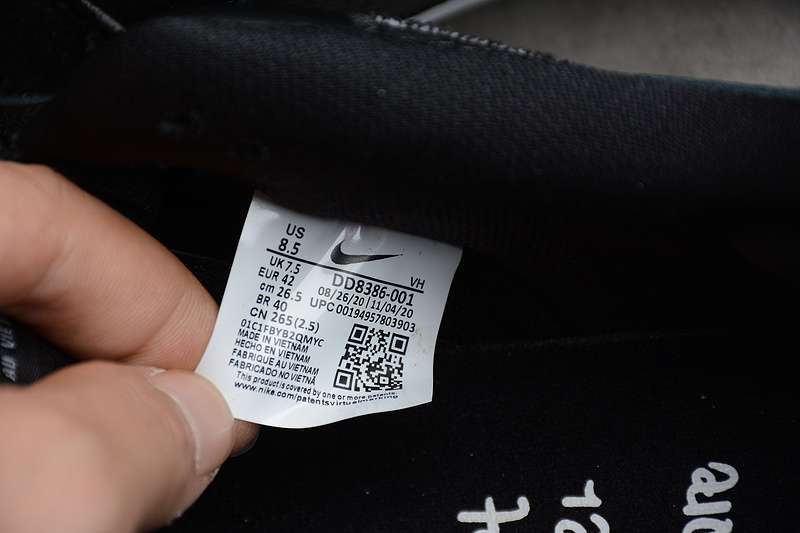 US
8.5
UK 7.5
EUR 42
cm 26.5
BR 40
CN 265(2.5)
VH
DD8386-001
08/26/20 | 11/04/20
UPC00194957803903
01C1FBYB2QMYC
MADE IN VIETNAM
HECHO EN VIETNAM
FABRIQUE AU VIETNAM
FABRICADO NO VIETNÃ
This product is covered by one or more patents.
www.nike.com/patentsvirtualmarking